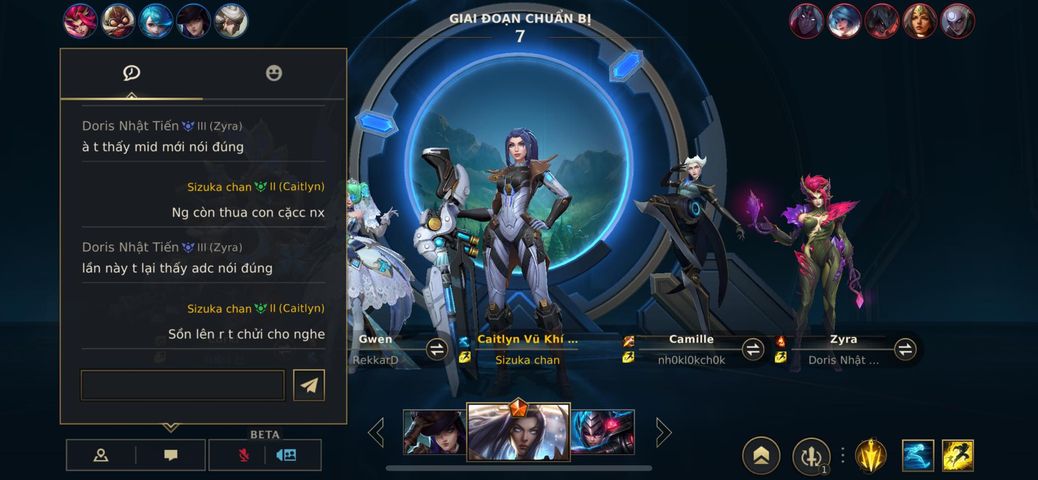 GIAI ĐOẠN CHUẨN BỊ
7
Doris Nhật Tiến III (Zyra)
à t thấy mid mới nói đúng
Sizuka chan II (Caitlyn)
Ng còn thua con cặcc nx
Doris Nhật Tiến III (Zyra)
lần này t lại thấy adc nói đúng
Sizuka chan II (Caitlyn)
Sồn lên r t chửi cho nghe
Gwen
RekkarD
Caitlyn Vũ Khí ...
Sizuka chan
Camille
nh0kl0kch0k
Zyra
Doris Nhật ...
BETA
1